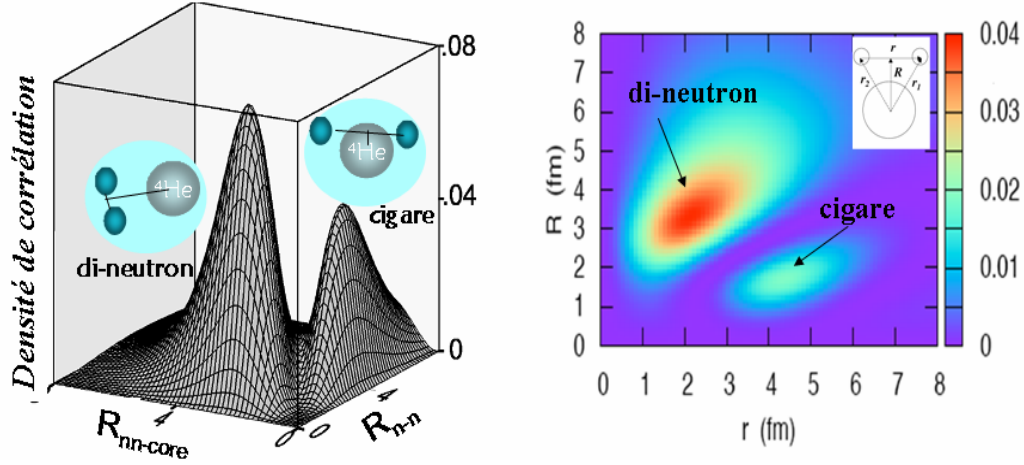 Densité de corrélation
.08
.04
0
⁴He
di-neutron
⁴He
cigare
R nn-core
4
0
0
4
R n-n
8
7
6
5
4
3
2
1
0
R (fm)
di-neutron
cigare
r
R
r₂
r₁
0 1 2 3 4 5 6 7 8
r (fm)
0.04
0.03
0.02
0.01
0